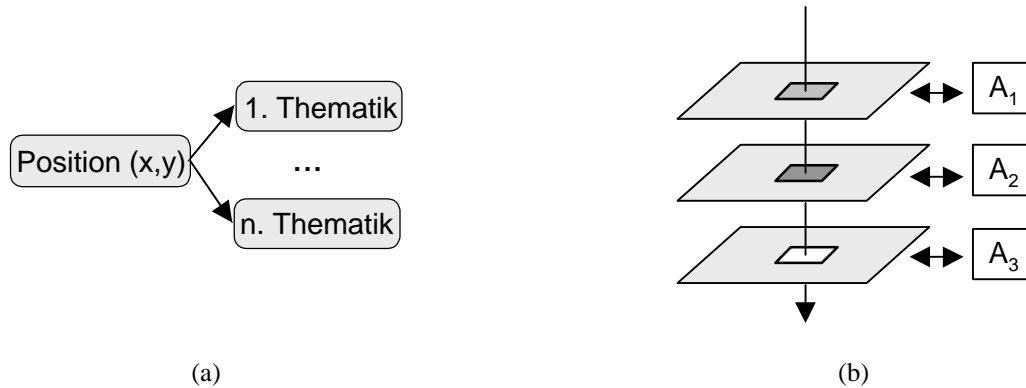 1. Thematik
Position (x,y)
...
n. Thematik
(a)
A1
A2
A3
(b)